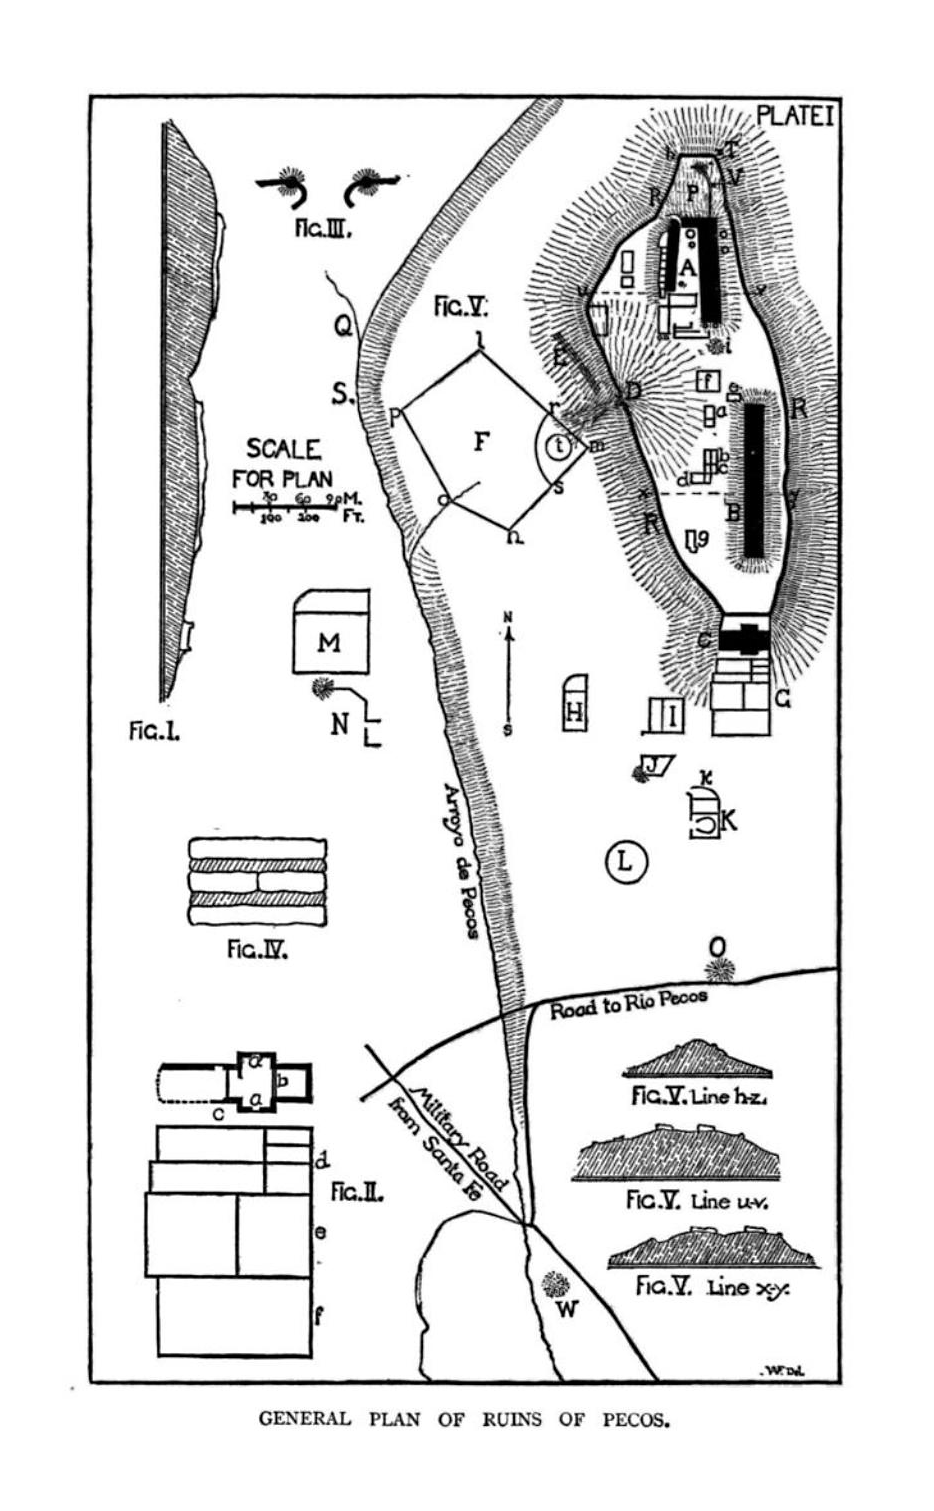 PLATE I
T
h
V
R
P
FIG. III.
A
u
v
Q
FIG. V.
i
l
E
S.
D
f
e
R
p
r
a
F
t
m
SCALE
FOR PLAN
b
c
d
s
30 60 90 M.
100 200 FT.
o
x
y
B
R
n
g
N
C
M
G
H
I
S
N
FIG. I.
J
k
K
Arroyo de Pecos
L
FIG. IV.
O
Road to Rio Pecos
a
b
a
c
Military Road
from Santa Fé
FIG. V. Line h-z.
d
FIG. II.
FIG. V. Line u-v.
e
FIG. V. Line x-y.
W
f
GENERAL PLAN OF RUINS OF PECOS.